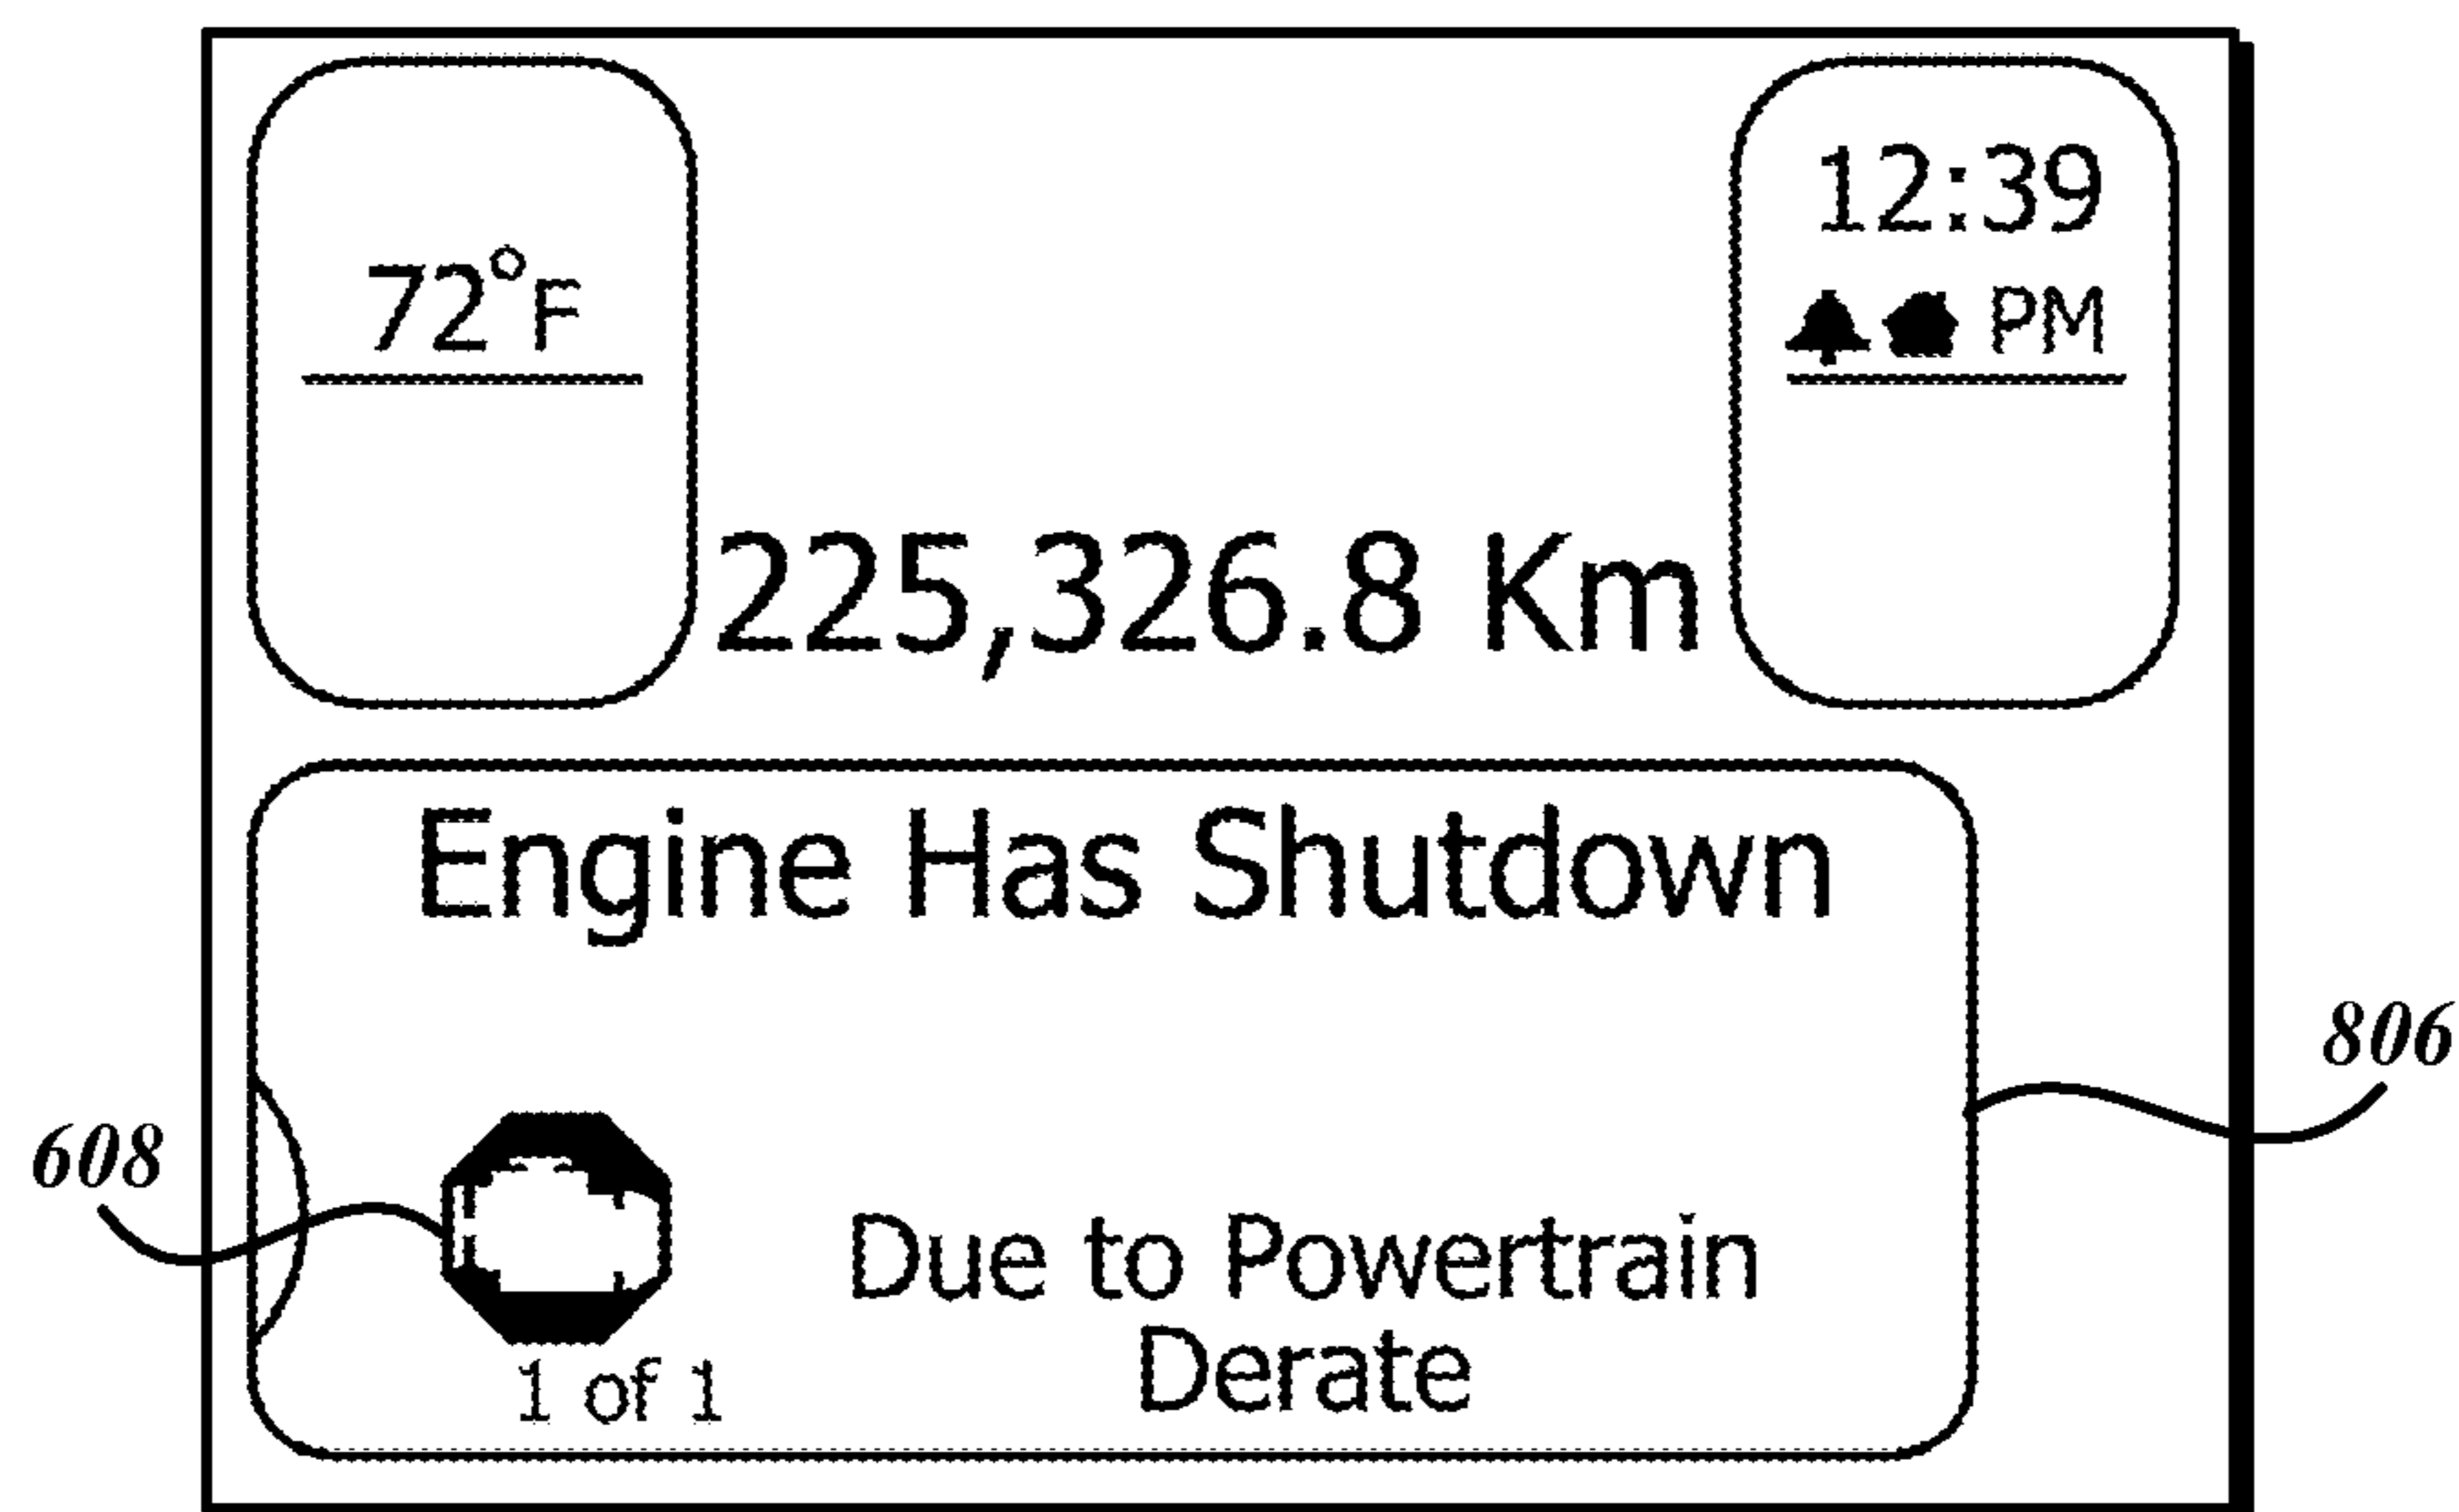 12:39
72°F
PM
225,326.8 Km
Engine Has Shutdown
806
608
Due to Powertrain
Derate
1 of 1